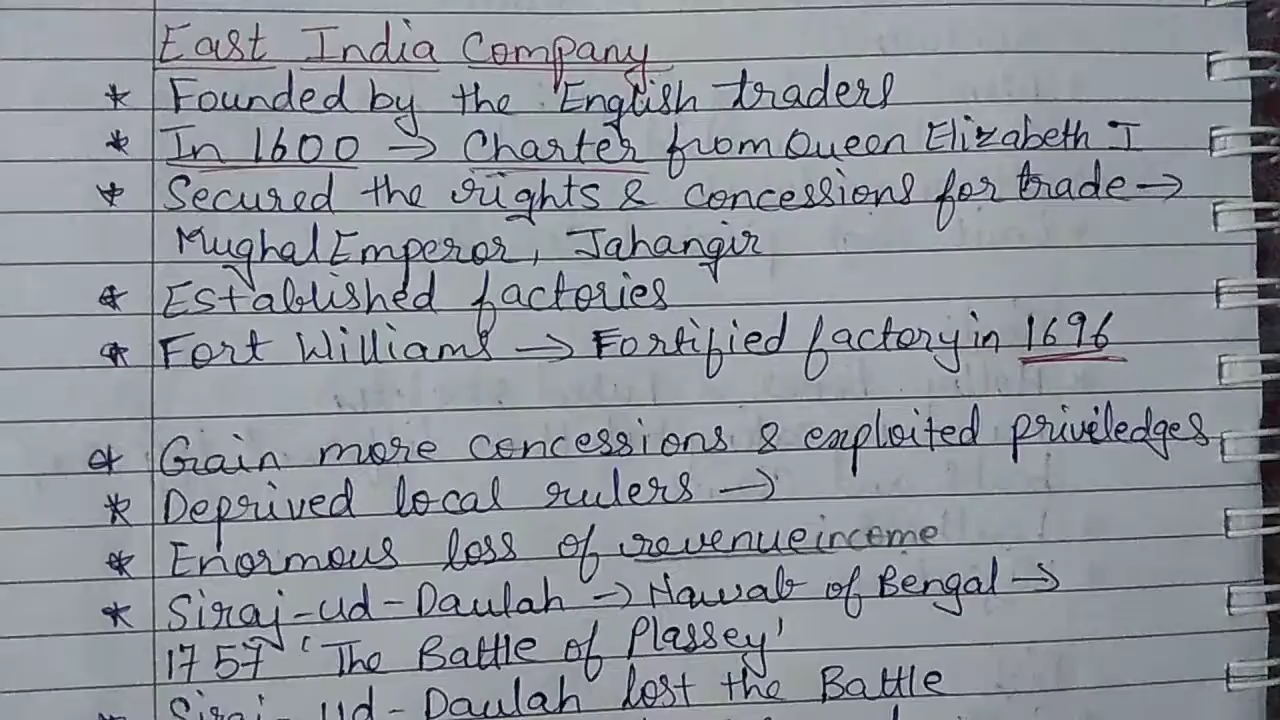 East India Company
* Founded by the English traders
* In 1600 → Charter from Queen Elizabeth I
* Secured the rights & concessions for trade →
Mughal Emperor, Jahangir
* Established factories
* Fort Williams → Fortified factory in 1696
* Gain more concessions & exploited priviledges
* Deprived local rulers →
* Enormous loss of revenue income
* Siraj-ud-Daulah → Nawab of Bengal →
1757 'The Battle of Plassey'
* Siraj-ud-Daulah lost the Battle